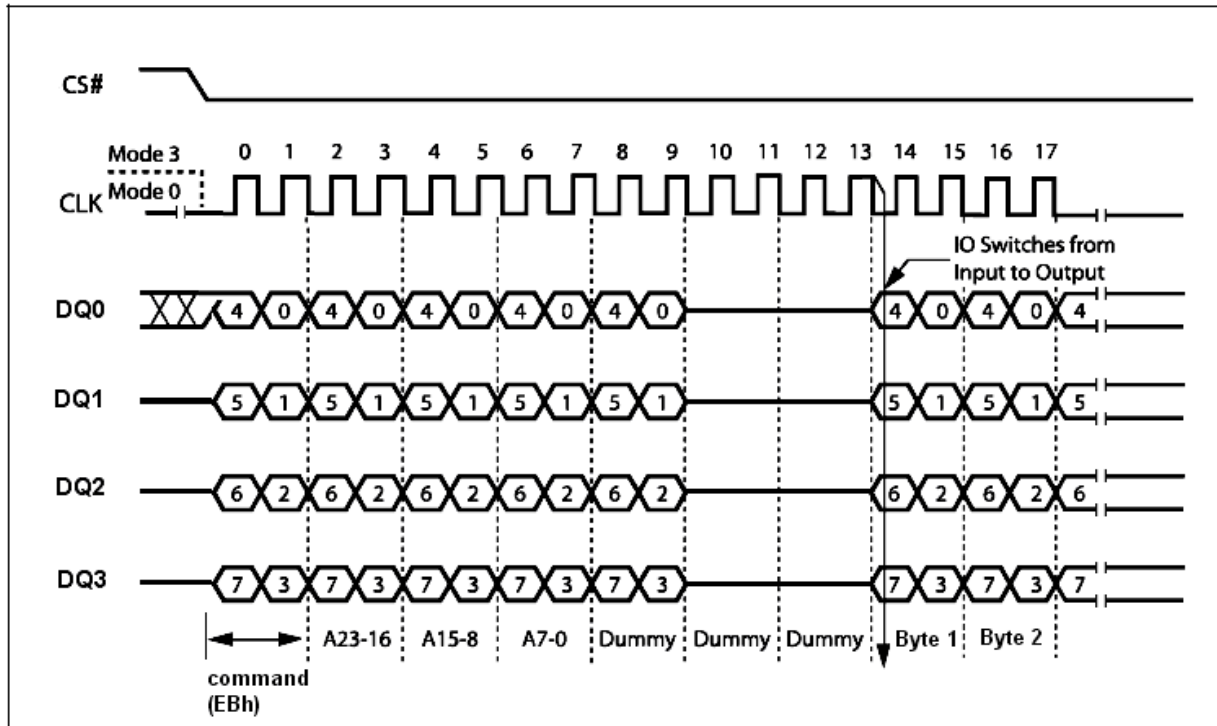 CS#
Mode 3
0 1 2 3 4 5 6 7 8 9 10 11 12 13 14 15 16 17
Mode 0
CLK
IO Switches from
Input to Output
DQ0
4 0 4 0 4 0 4 0 4 0 4 0 4 0 4
DQ1
5 1 5 1 5 1 5 1 5 1 5 1 5 1 5
DQ2
6 2 6 2 6 2 6 2 6 2 6 2 6 2 6
DQ3
7 3 7 3 7 3 7 3 7 3 7 3 7 3 7
A23-16 A15-8 A7-0 Dummy Dummy Dummy Byte 1 Byte 2
command
(EBh)